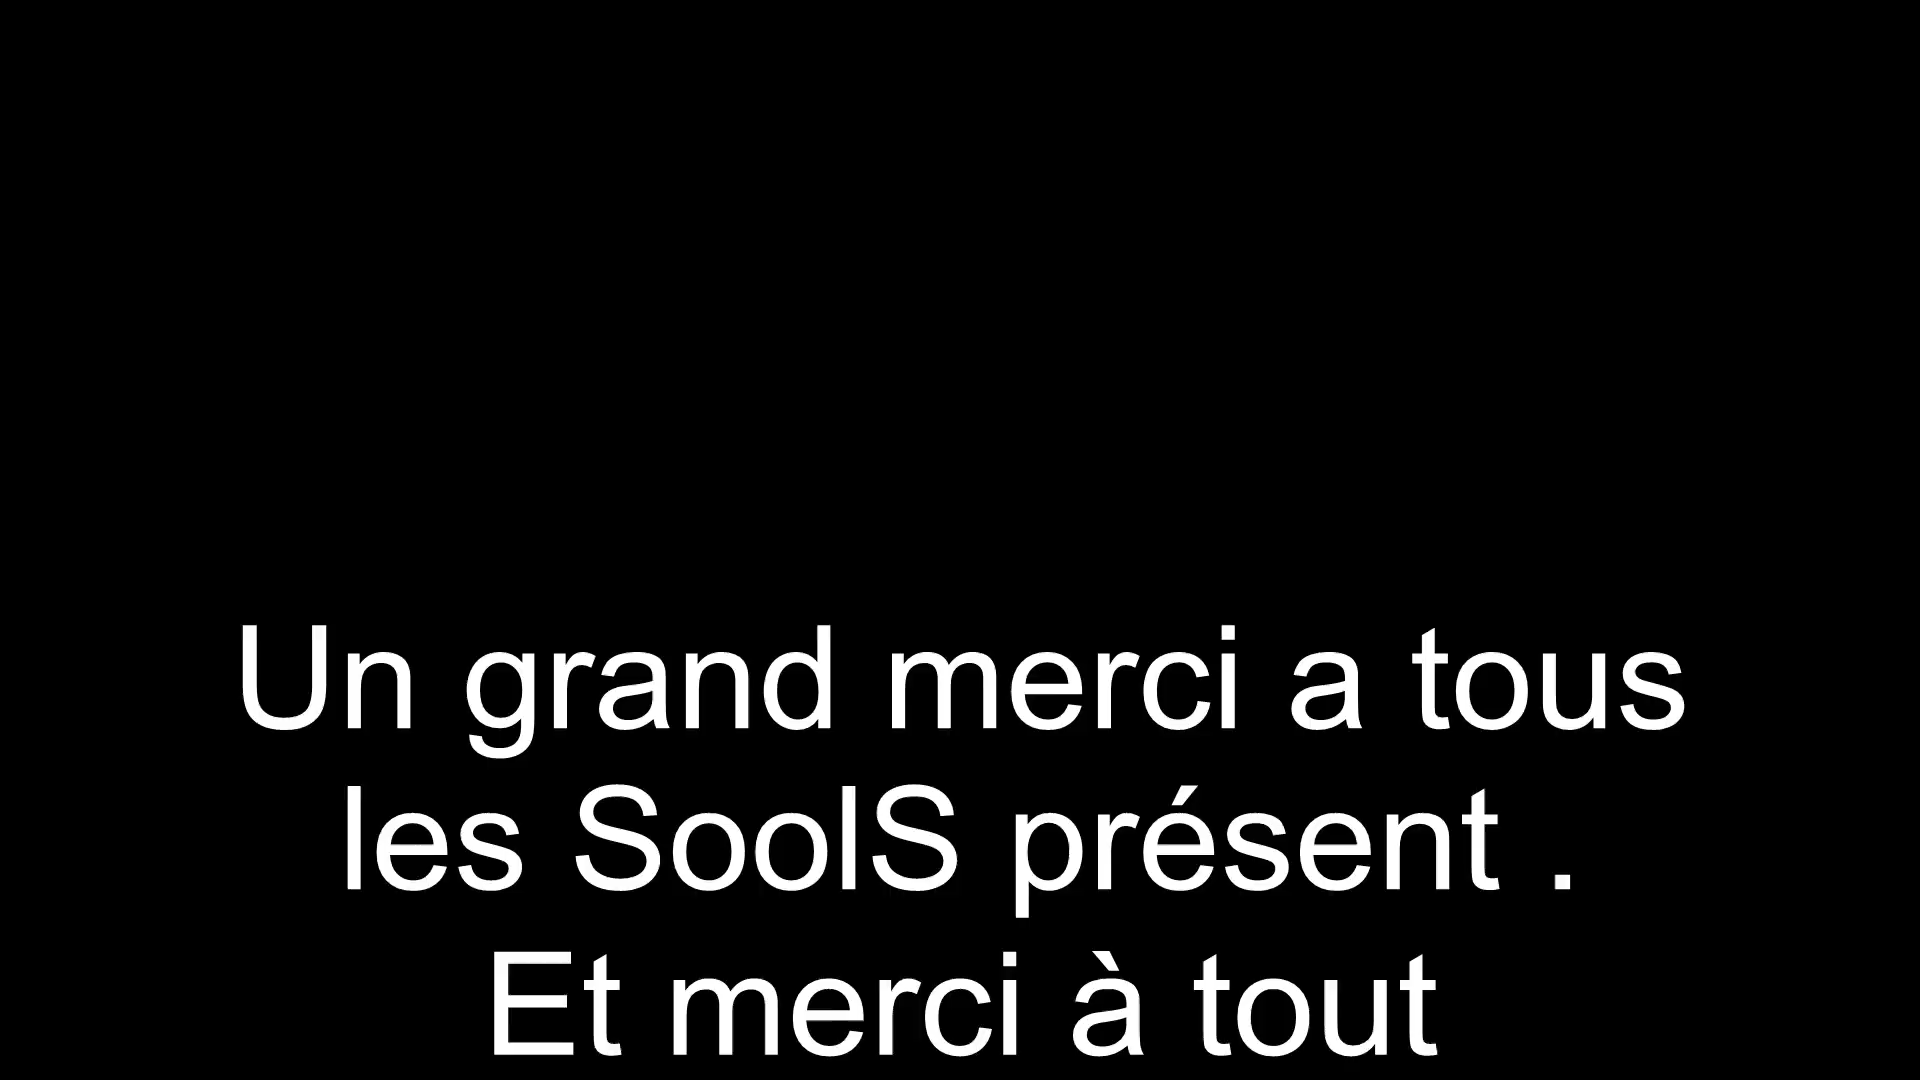 Un grand merci a tous
les SoolS présent .
Et merci à tout